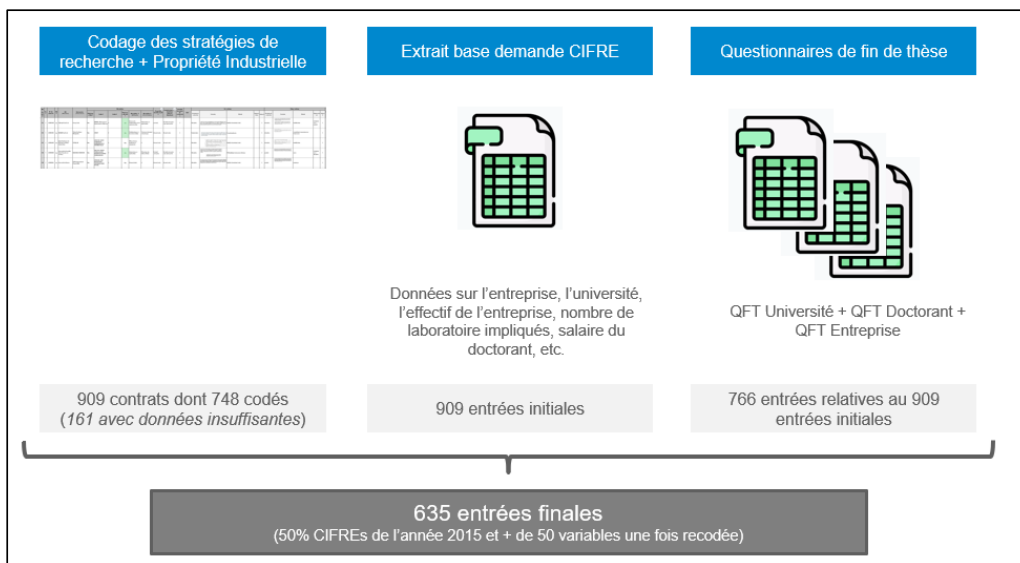 Codage des stratégies de
recherche + Propriété Industrielle
Extrait base demande CIFRE
Questionnaires de fin de thèse
Données sur l’entreprise, l’université,
l’effectif de l’entreprise, nombre de
laboratoire impliqués, salaire du
doctorant, etc.
QFT Université + QFT Doctorant +
QFT Entreprise
909 contrats dont 748 codés
(161 avec données insuffisantes)
909 entrées initiales
766 entrées relatives au 909
entrées initiales
635 entrées finales
(50% CIFREs de l’année 2015 et + de 50 variables une fois recodée)